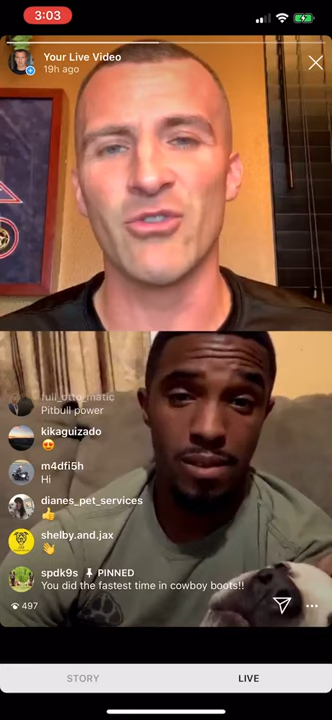 3:03
Your Live Video
19h ago
full_otto_matic
Pitbull power
kikaguizado
😍
m4dfi5h
Hi
dianes_pet_services
👍
shelby.and.jax
👋
spdk9s PINNED
You did the fastest time in cowboy boots!!
497
STORY LIVE